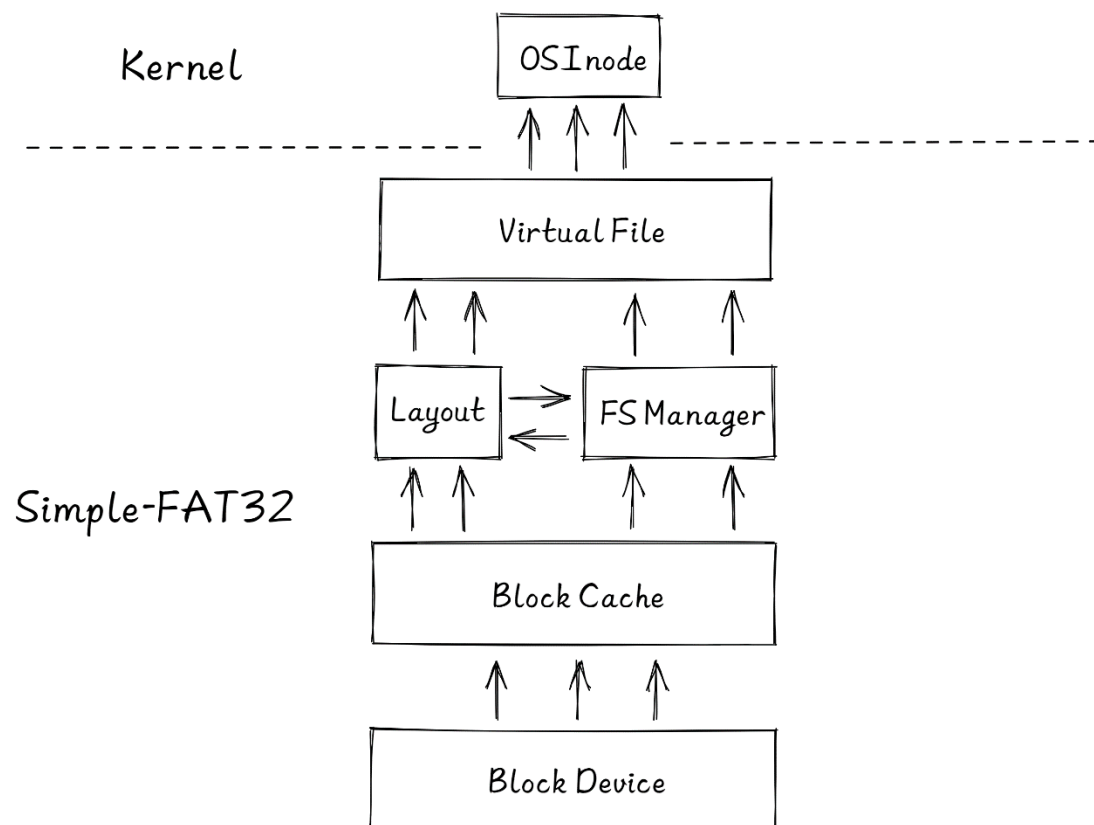 Kernel
OSInode
Virtual File
Layout
FS Manager
Simple-FAT32
Block Cache
Block Device